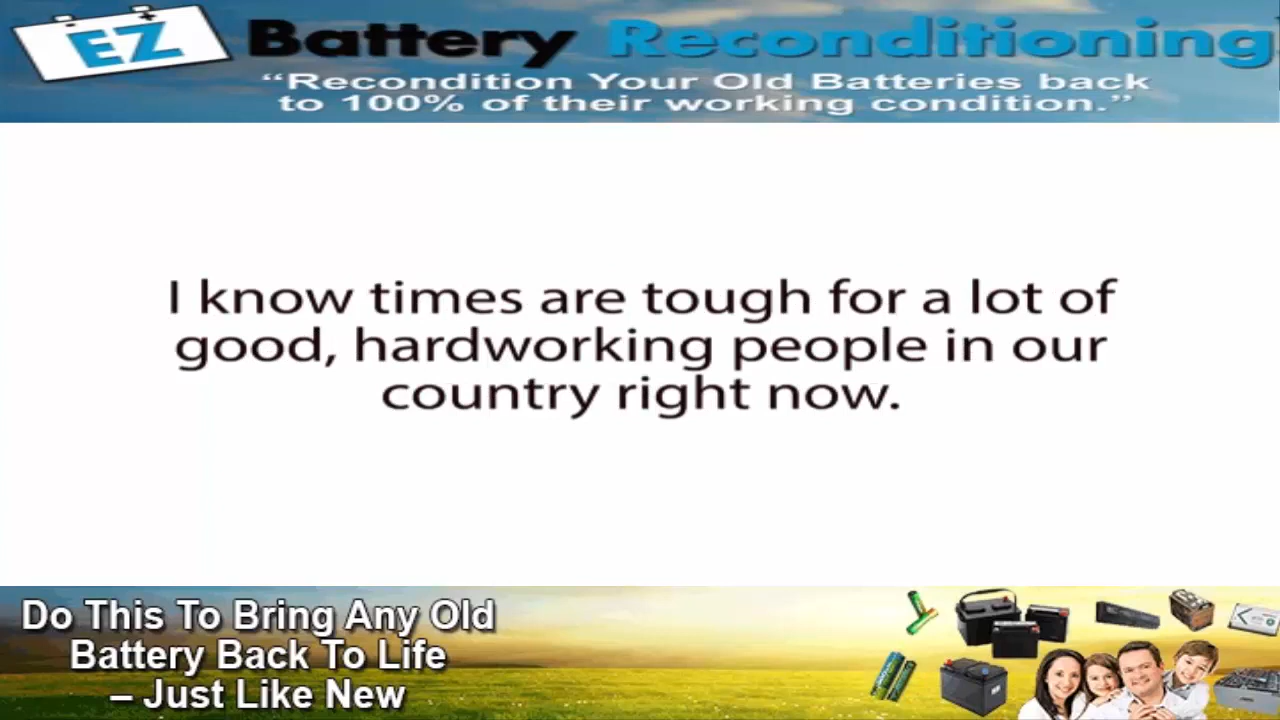 EZ Battery Reconditioning
“Recondition Your Old Batteries back
to 100% of their working condition.”
I know times are tough for a lot of
good, hardworking people in our
country right now.
Do This To Bring Any Old
Battery Back To Life
– Just Like New